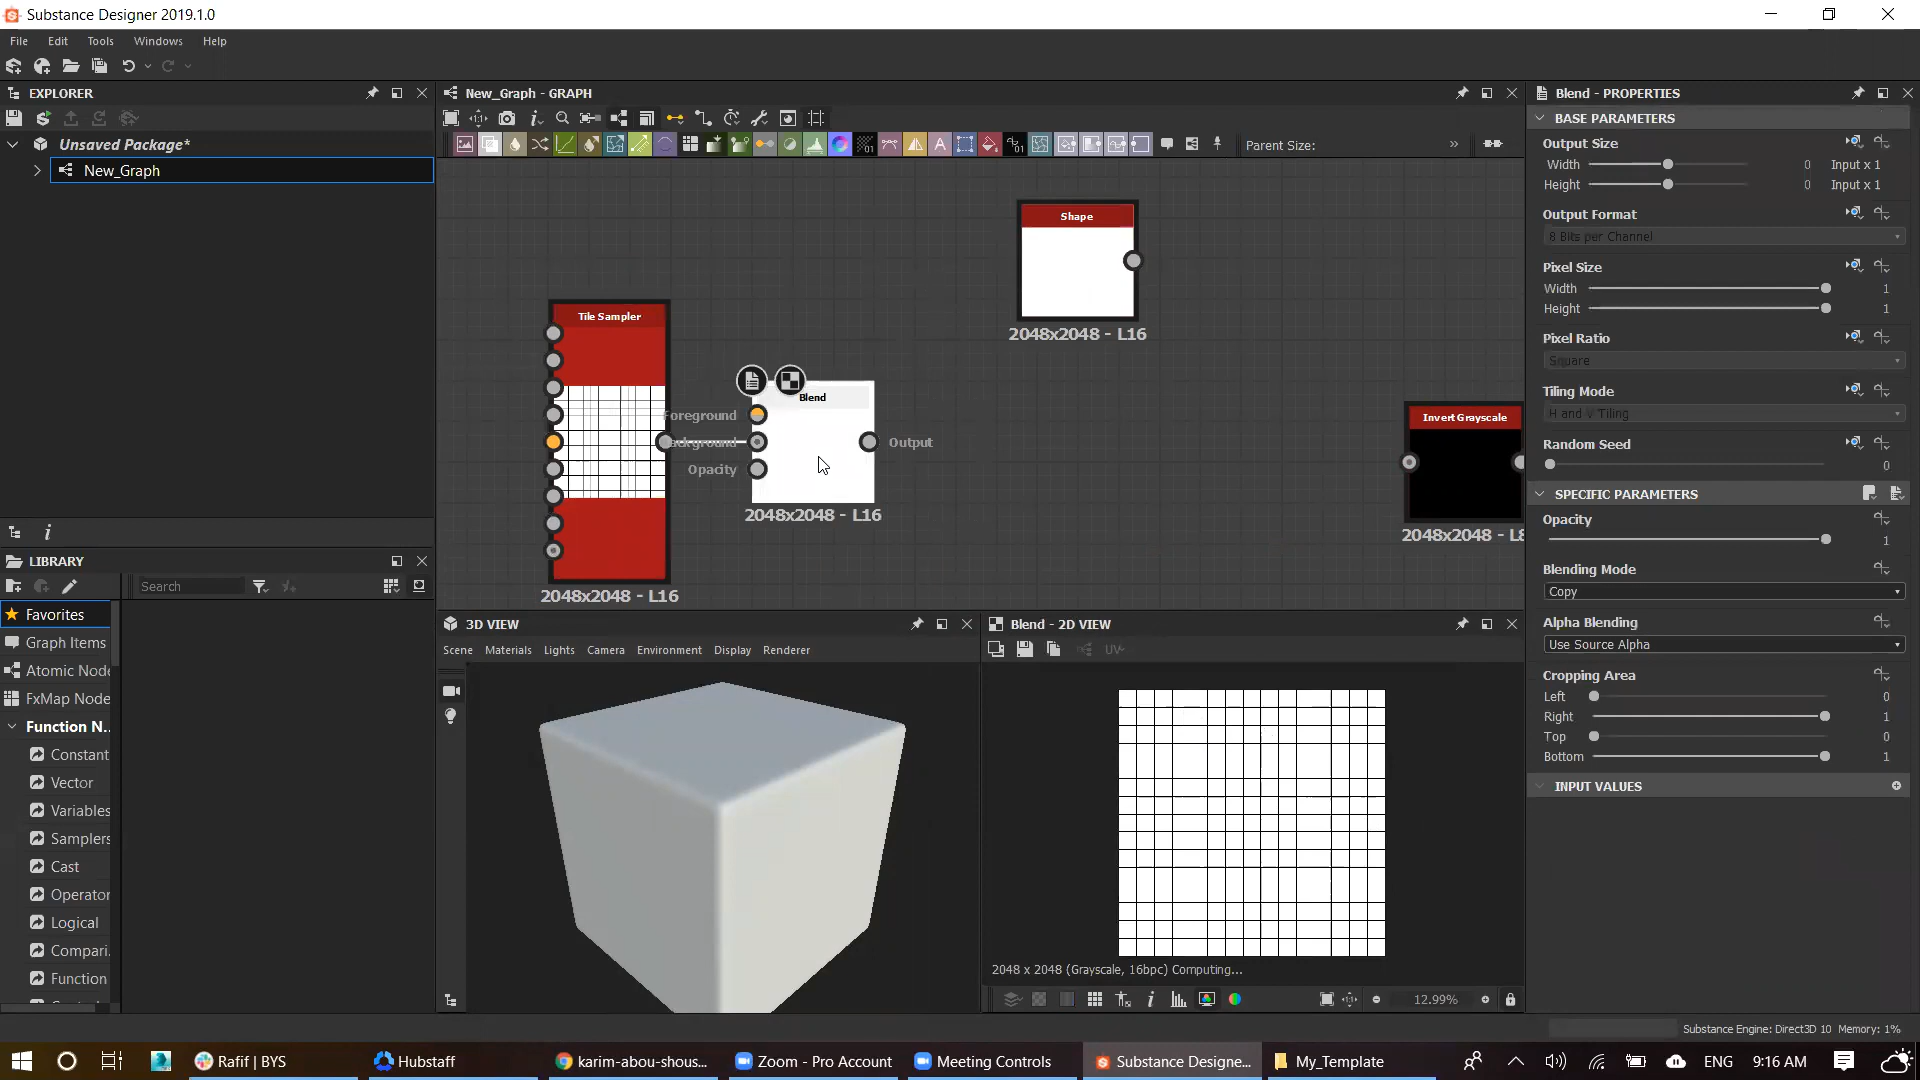 Substance Designer 2019.1.0
File Edit Tools Windows Help
EXPLORER
Unsaved Package*
New_Graph
LIBRARY
Search
Favorites
Graph Items
Atomic Node
FxMap Node
Function N..
Constant
Vector
Variables
Samplers
Cast
Operator
Logical
Compari.
Function
New_Graph - GRAPH
Parent Size:
Shape
2048x2048 - L16
Tile Sampler
2048x2048 - L16
Blend
Foreground
Background
Opacity
Output
2048x2048 - L16
Invert Grayscale
2048x2048 - L8
3D VIEW
Scene Materials Lights Camera Environment Display Renderer
Blend - 2D VIEW
UV
2048 x 2048 (Grayscale, 16bpc) Computing...
12.99%
Blend - PROPERTIES
BASE PARAMETERS
Output Size
Width 0 Input x 1
Height 0 Input x 1
Output Format
8 Bits per Channel
Pixel Size
Width 1
Height 1
Pixel Ratio
Square
Tiling Mode
H and V Tiling
Random Seed
0
SPECIFIC PARAMETERS
Opacity
1
Blending Mode
Copy
Alpha Blending
Use Source Alpha
Cropping Area
Left 0
Right 1
Top 0
Bottom 1
INPUT VALUES
Substance Engine: Direct3D 10 Memory: 1%
Rafif | BYS
Hubstaff
karim-abou-shous...
Zoom - Pro Account
Meeting Controls
Substance Designe...
My_Template
ENG
9:16 AM